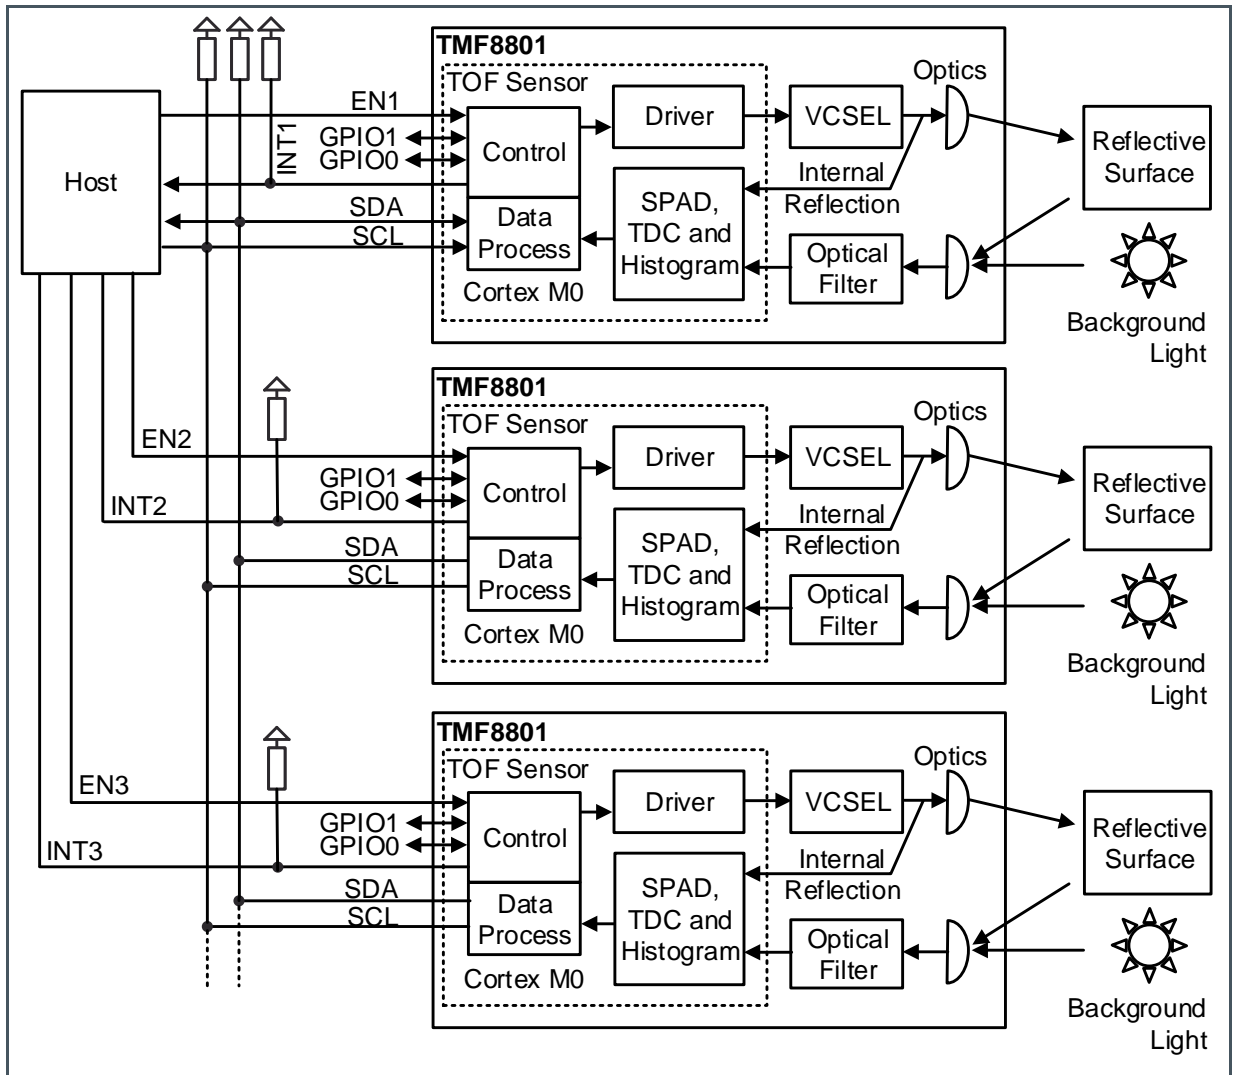 TMF8801
TOF Sensor
Optics
EN1
Driver
VCSEL
GPIO1
GPIO0
INT1
Control
Reflective
Surface
Host
Internal
Reflection
SDA
SCL
Data
Process
SPAD,
TDC and
Histogram
Optical
Filter
Cortex M0
Background
Light
TMF8801
TOF Sensor
Optics
EN2
Driver
VCSEL
GPIO1
GPIO0
INT2
Control
Reflective
Surface
Internal
Reflection
SDA
SCL
Data
Process
SPAD,
TDC and
Histogram
Optical
Filter
Cortex M0
Background
Light
TMF8801
TOF Sensor
Optics
EN3
Driver
VCSEL
GPIO1
GPIO0
INT3
Control
Reflective
Surface
Internal
Reflection
SDA
SCL
Data
Process
SPAD,
TDC and
Histogram
Optical
Filter
Cortex M0
Background
Light